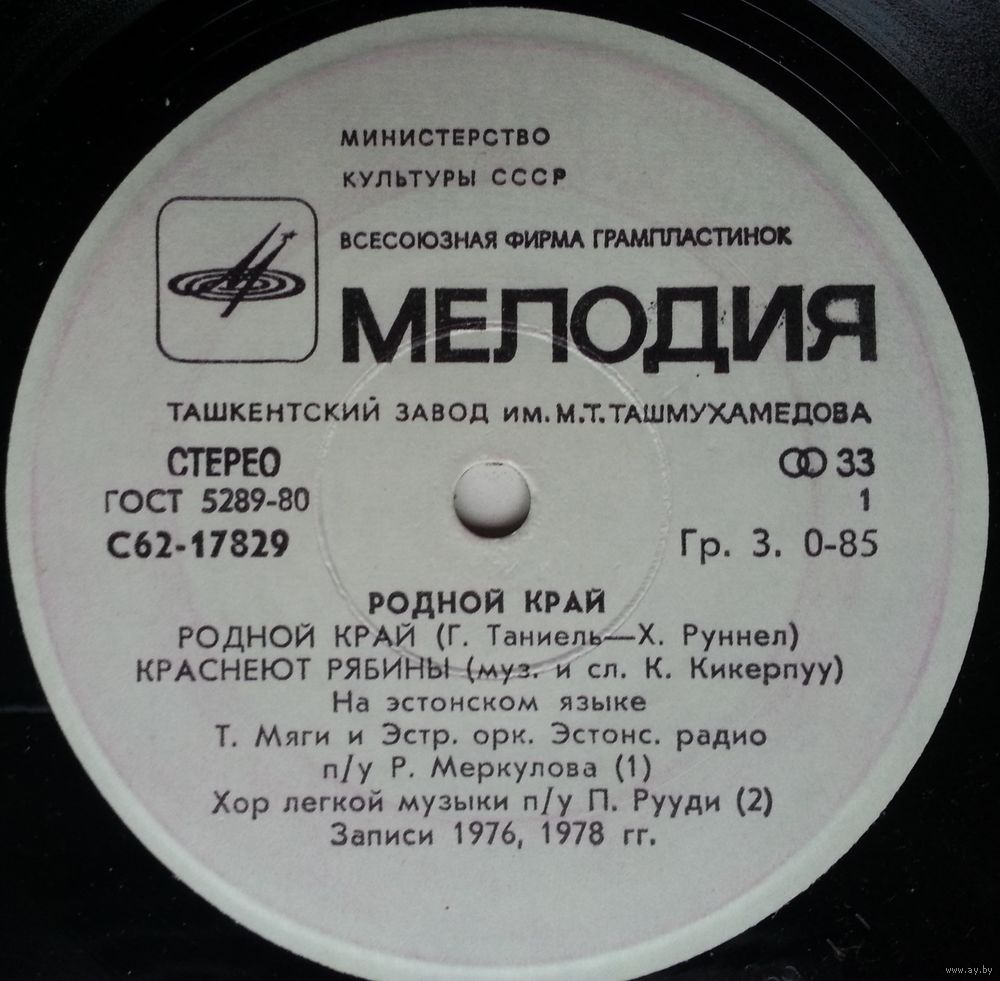 МИНИСТЕРСТВО
КУЛЬТУРЫ СССР
ВСЕСОЮЗНАЯ ФИРМА ГРАМПЛАСТИНОК
МЕЛОДИЯ
ТАШКЕНТСКИЙ ЗАВОД ИМ. М.Т. ТАШМУХАМЕДОВА
СТЕРЕО 33
ГОСТ 5289-80 1
С62-17829 Гр. 3. 0-85
РОДНОЙ КРАЙ
РОДНОЙ КРАЙ (Г. Таниель—Х. Руннел)
КРАСНЕЮТ РЯБИНЫ (муз. и сл. К. Кикерпуу)
На эстонском языке
Т. Мяги и Эстр. орк. Эстонс. радио
п/у Р. Меркулова (1)
Хор легкой музыки п/у П. Рууди (2)
Записи 1976, 1978 гг.
www.ay.by